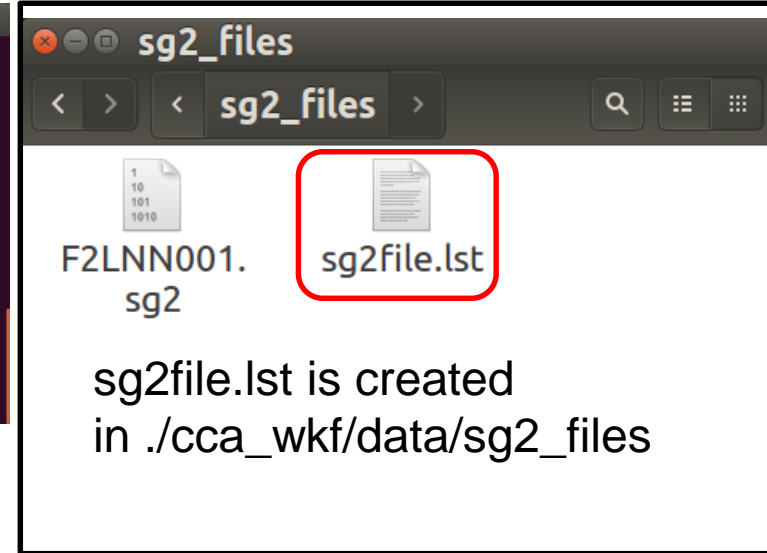 sg2_files
sg2_files
1
10
101
1010
F2LNN001.
sg2
sg2file.lst
sg2file.lst is created
in ./cca_wkf/data/sg2_files